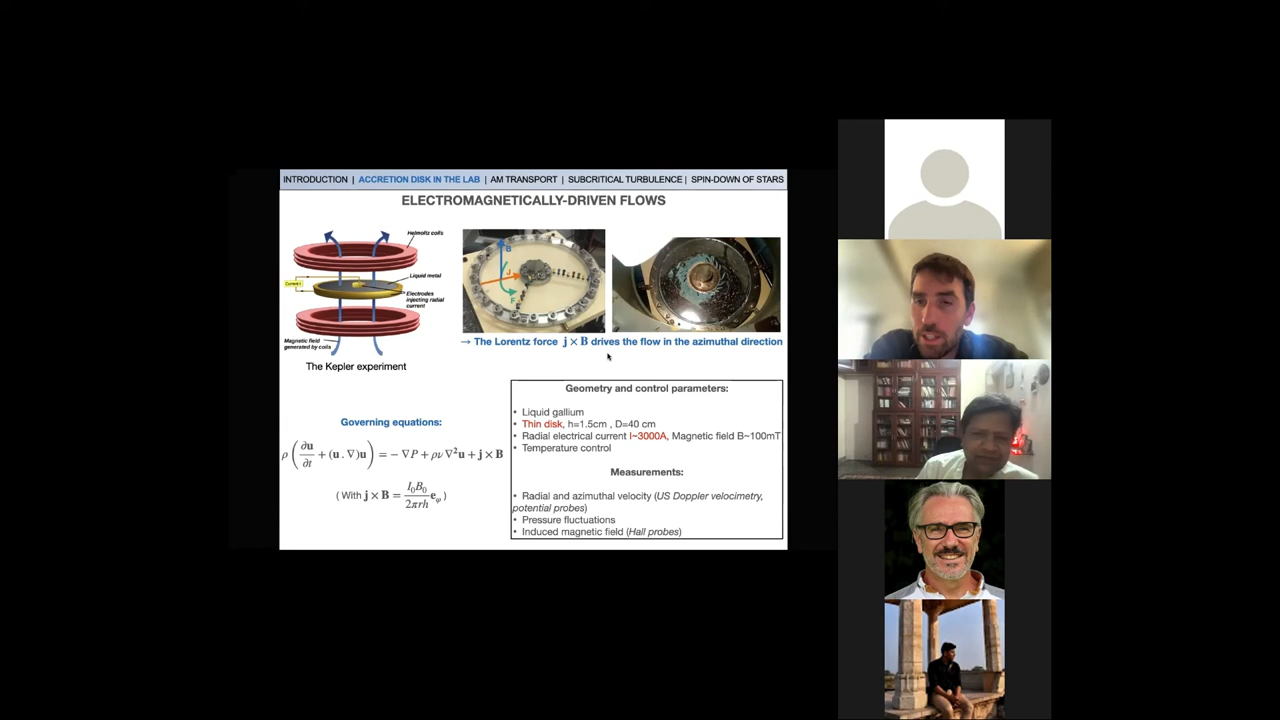 INTRODUCTION | ACCRETION DISK IN THE LAB | AM TRANSPORT | SUBCRITICAL TURBULENCE | SPIN-DOWN OF STARS
ELECTROMAGNETICALLY-DRIVEN FLOWS
Helmoltz coils
Liquid metal
Current I
Electrodes
injecting radial
current
Magnetic field
generated by coils
The Kepler experiment
B
J
F
→ The Lorentz force j × B drives the flow in the azimuthal direction
Governing equations:
ρ (∂u/∂t + (u . ∇)u) = − ∇P + ρν ∇²u + j × B
( With j × B = I₀B₀/2πrh e_φ )
Geometry and control parameters:
• Liquid gallium
• Thin disk, h=1.5cm , D=40 cm
• Radial electrical current I~3000A, Magnetic field B~100mT
• Temperature control
Measurements:
• Radial and azimuthal velocity (US Doppler velocimetry,
potential probes)
• Pressure fluctuations
• Induced magnetic field (Hall probes)